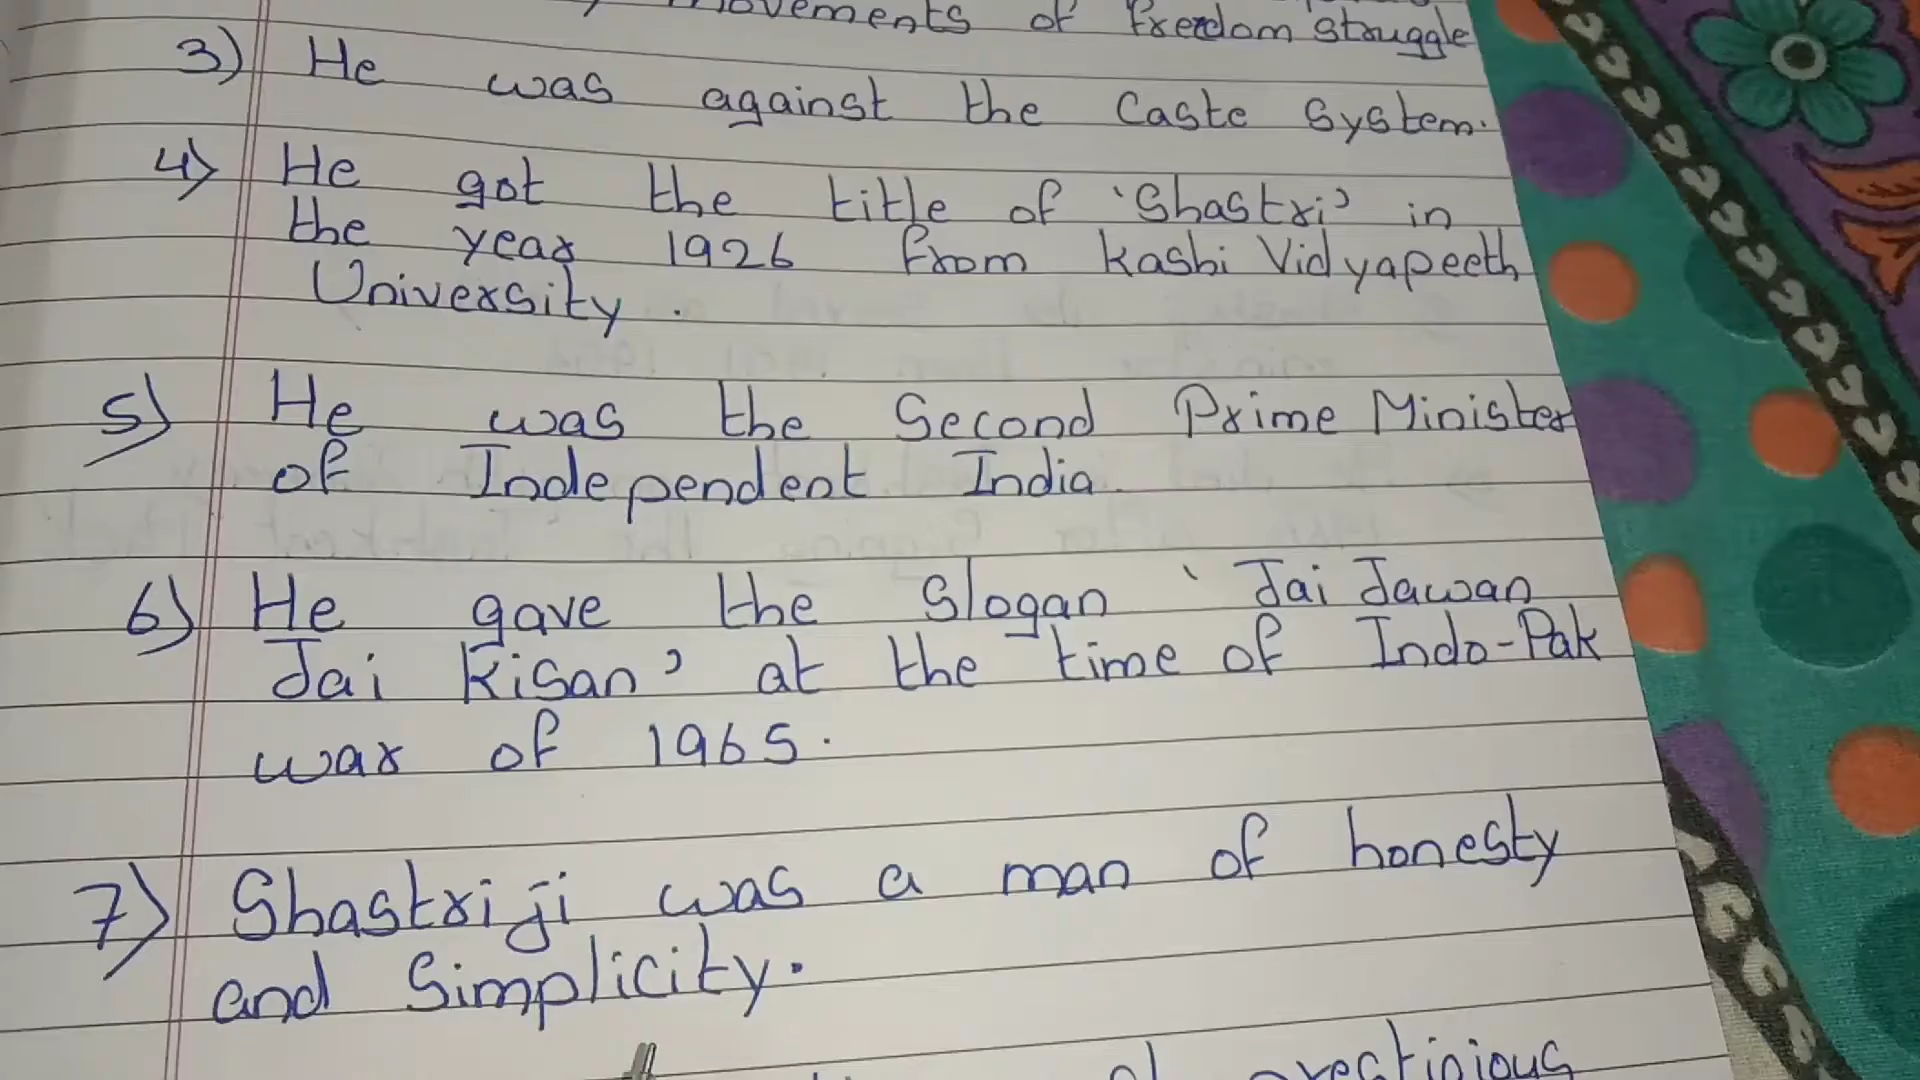 movements of freedom struggle
3) He was against the Caste System.
4) He got the title of 'Shastri' in
the year 1926 from Kashi Vidyapeeth
University.
5) He was the Second Prime Minister
of Independent India.
6) He gave the Slogan 'Jai Jawan
Jai Kisan' at the time of Indo-Pak
war of 1965.
7) Shastriji was a man of honesty
and Simplicity.